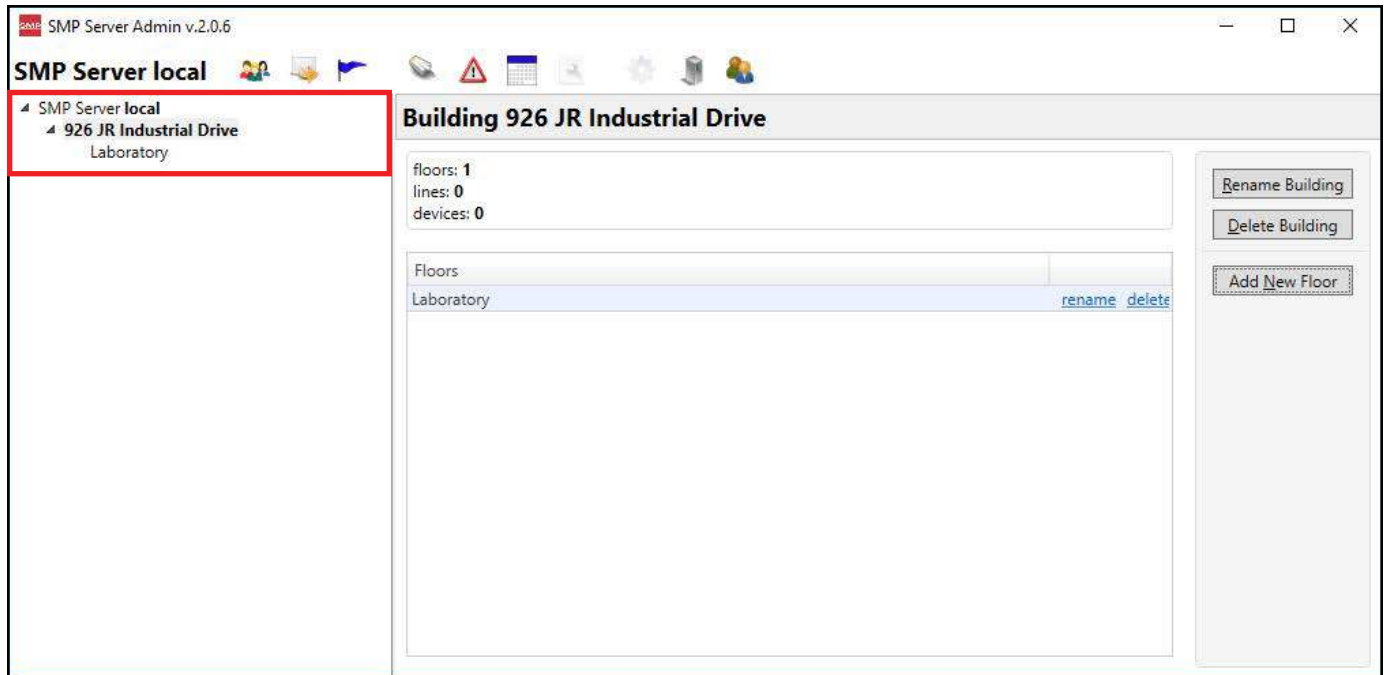 SMP SMP Server Admin v.2.0.6
SMP Server local
SMP Server local
926 JR Industrial Drive
Laboratory
Building 926 JR Industrial Drive
floors: 1
lines: 0
devices: 0
Floors
Laboratory rename delete
Rename Building
Delete Building
Add New Floor